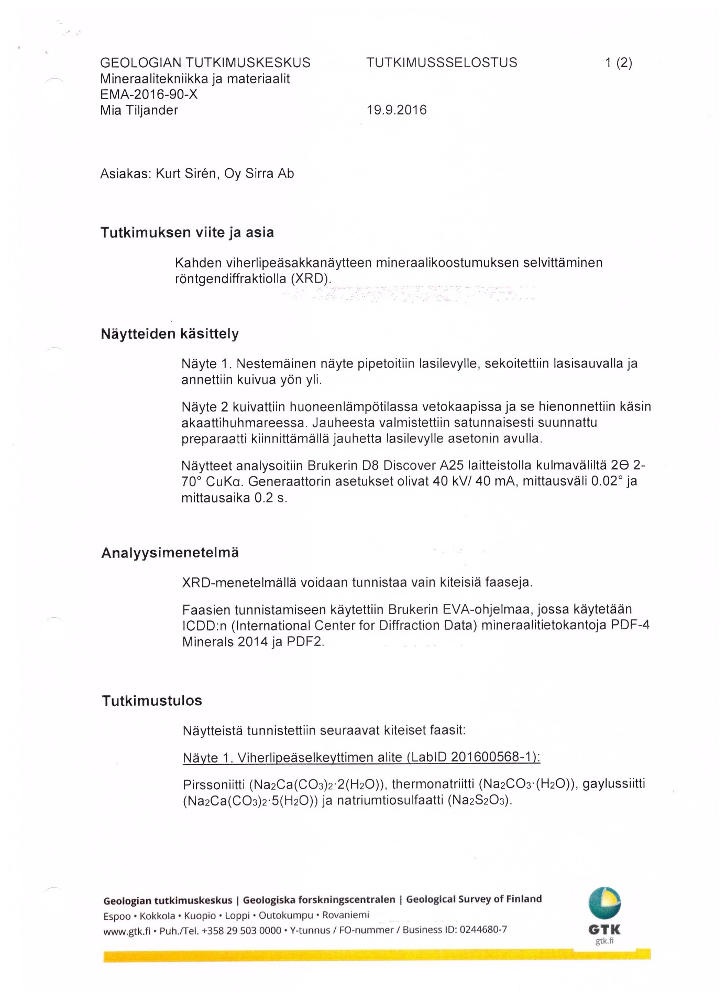 GEOLOGIAN TUTKIMUSKESKUS TUTKIMUSSSELOSTUS 1 (2)
Mineraalitekniikka ja materiaalit
EMA-2016-90-X
Mia Tiljander 19.9.2016
Asiakas: Kurt Sirén, Oy Sirra Ab
Tutkimuksen viite ja asia
Kahden viherlipeäsakkanäytteen mineraalikoostumuksen selvittäminen
röntgendiffraktiolla (XRD).
Näytteiden käsittely
Näyte 1. Nestemäinen näyte pipetoitiin lasilevylle, sekoitettiin lasisauvalla ja
annettiin kuivua yön yli.
Näyte 2 kuivattiin huoneenlämpötilassa vetokaapissa ja se hienonnettiin käsin
akaattihuhmareessa. Jauheesta valmistettiin satunnaisesti suunnattu
preparaatti kiinnittämällä jauhetta lasilevylle asetonin avulla.
Näytteet analysoitiin Brukerin D8 Discover A25 laitteistolla kulmaväliltä 2Θ 2-
70° CuKα. Generaattorin asetukset olivat 40 kV/ 40 mA, mittausväli 0.02° ja
mittausaika 0.2 s.
Analyysimenetelmä
XRD-menetelmällä voidaan tunnistaa vain kiteisiä faaseja.
Faasien tunnistamiseen käytettiin Brukerin EVA-ohjelmaa, jossa käytetään
ICDD:n (International Center for Diffraction Data) mineraalitietokantoja PDF-4
Minerals 2014 ja PDF2.
Tutkimustulos
Näytteistä tunnistettiin seuraavat kiteiset faasit:
Näyte 1. Viherlipeäselkeyttimen alite (LabID 201600568-1):
Pirssoniitti (Na2Ca(CO3)2·2(H2O)), thermonatriitti (Na2CO3·(H2O)), gaylussiitti
(Na2Ca(CO3)2·5(H2O)) ja natriumtiosulfaatti (Na2S2O3).
Geologian tutkimuskeskus | Geologiska forskningscentralen | Geological Survey of Finland
Espoo • Kokkola • Kuopio • Loppi • Outokumpu • Rovaniemi
www.gtk.fi • Puh./Tel. +358 29 503 0000 • Y-tunnus / FO-nummer / Business ID: 0244680-7
GTK
gtk.fi